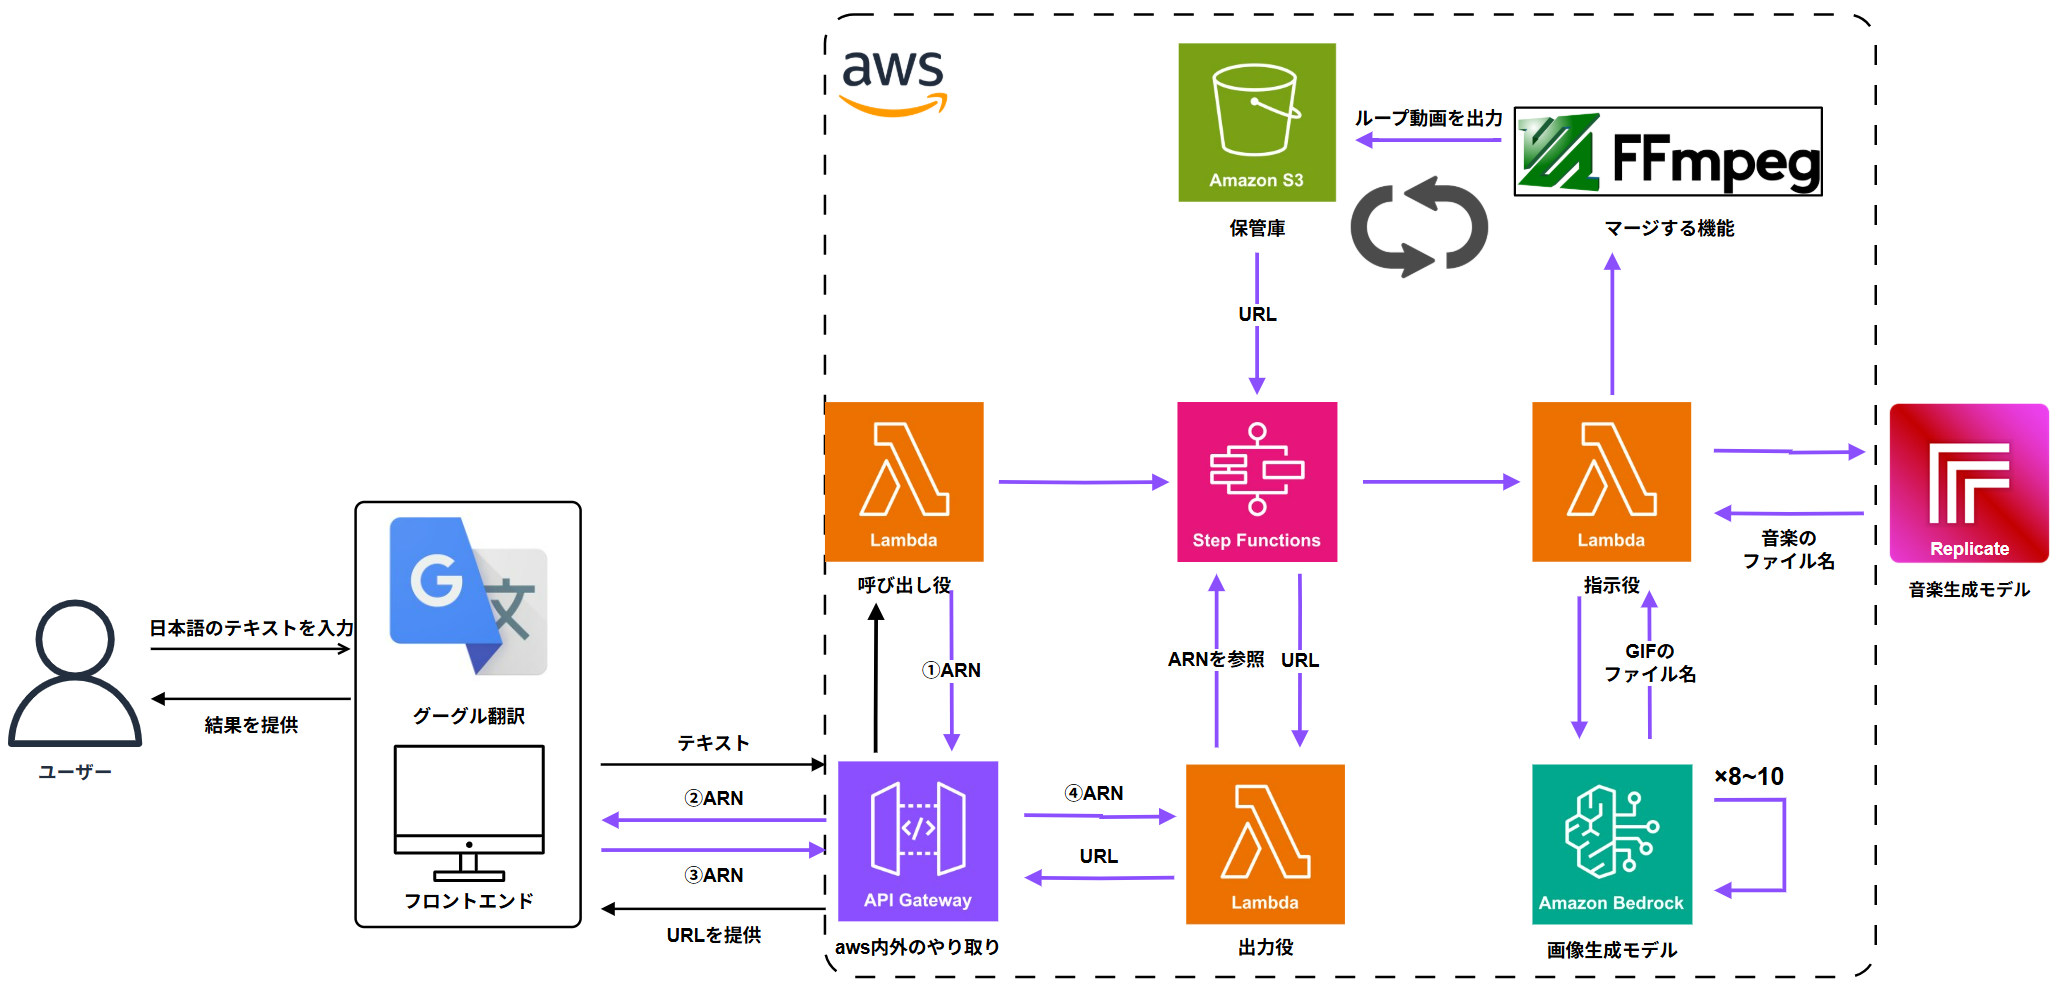 aws
Amazon S3
保管庫
ループ動画を出力
FFmpeg
マージする機能
URL
Lambda
呼び出し役
Step Functions
Lambda
指示役
Replicate
音楽生成モデル
音楽の
ファイル名
日本語のテキストを入力
結果を提供
ユーザー
G
文
グーグル翻訳
フロントエンド
テキスト
②ARN
③ARN
URLを提供
①ARN
API Gateway
aws内外のやり取り
④ARN
URL
ARNを参照
URL
Lambda
出力役
GIFの
ファイル名
Amazon Bedrock
画像生成モデル
×8~10